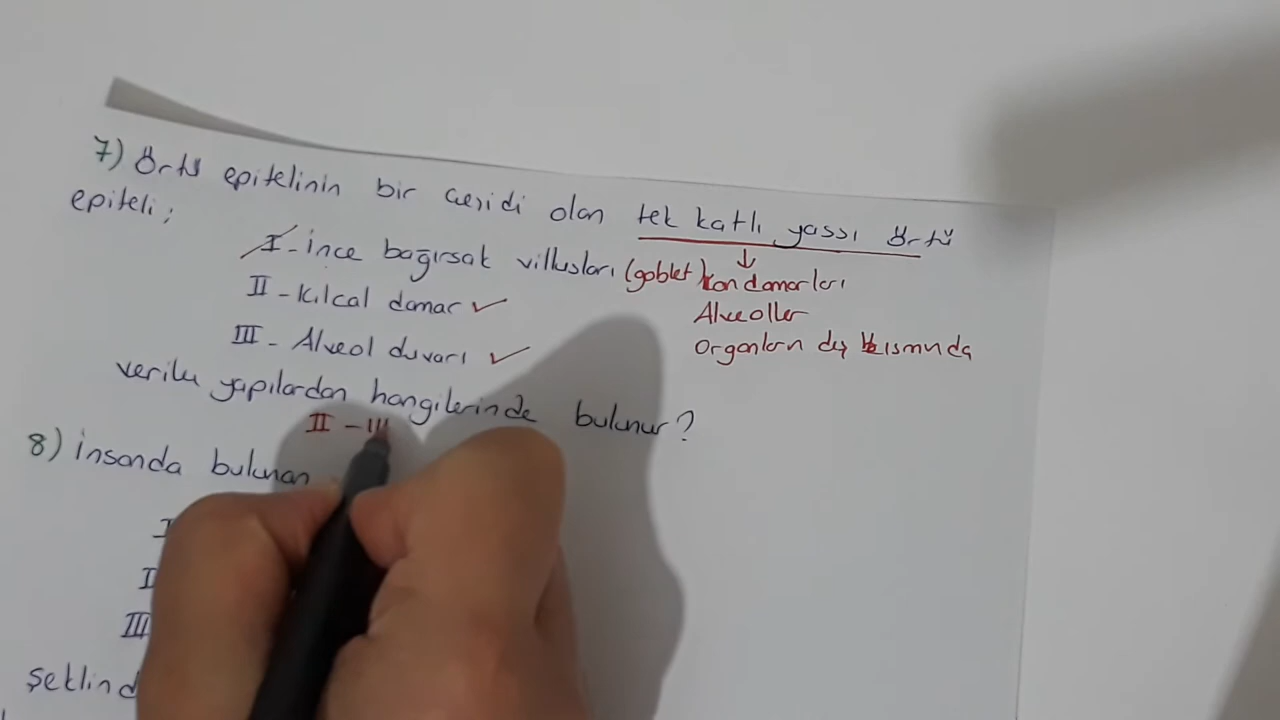 7) Örtü epitelinin bir çeşidi olan tek katlı yassı örtü
epiteli;
I - ince bağırsak villusları (goblet)
↓
Kan damarları
II - Kılcal damar ✓
Alveoller
III - Alveol duvarı ✓
Organların dış kısmında
verilen yapılardan hangilerinde bulunur?
II - III
8) İnsanda bulunan
I
I
III
şeklind